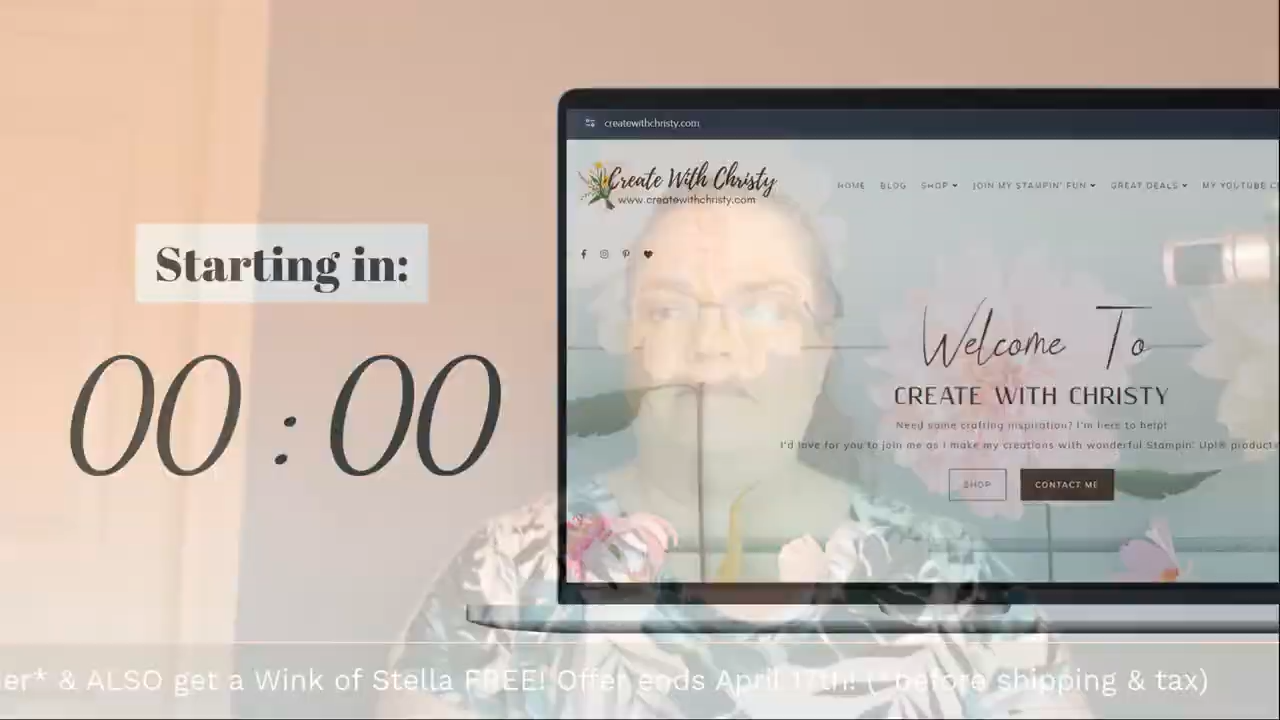 createwithchristy.com
Create With Christy
www.createwithchristy.com
HOME BLOG SHOP JOIN MY STAMPIN' FUN GREAT DEALS MY YOUTUBE
Starting in:
00 : 00
Welcome To
CREATE WITH CHRISTY
Need some crafting inspiration? I'm here to help!
I'd love for you to join me as I make my creations with wonderful Stampin' Up!® product
SHOP CONTACT ME
er* & ALSO get a Wink of Stella FREE! Offer ends April 17th! (*before shipping & tax)